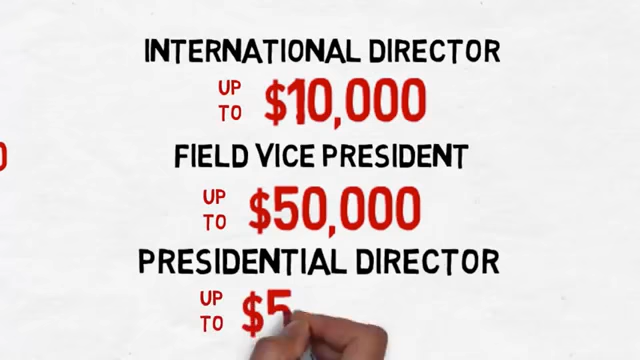 INTERNATIONAL DIRECTOR
UP TO $10,000
FIELD VICE PRESIDENT
UP TO $50,000
PRESIDENTIAL DIRECTOR
UP TO $5